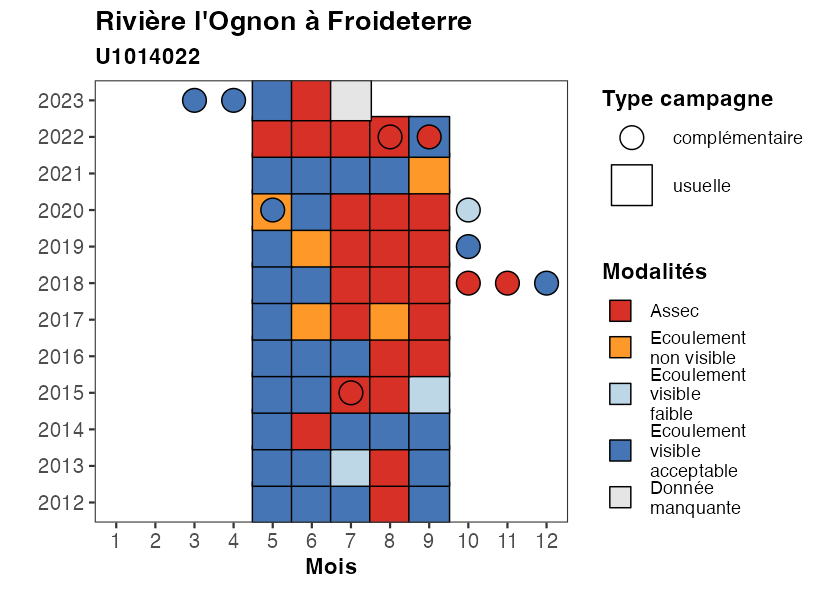 Rivière l'Ognon à Froideterre
U1014022
2023
2022
2021
2020
2019
2018
2017
2016
2015
2014
2013
2012
1 2 3 4 5 6 7 8 9 10 11 12
Mois
Type campagne
complémentaire
usuelle
Modalités
Assec
Ecoulement
non visible
Ecoulement
visible
faible
Ecoulement
visible
acceptable
Donnée
manquante